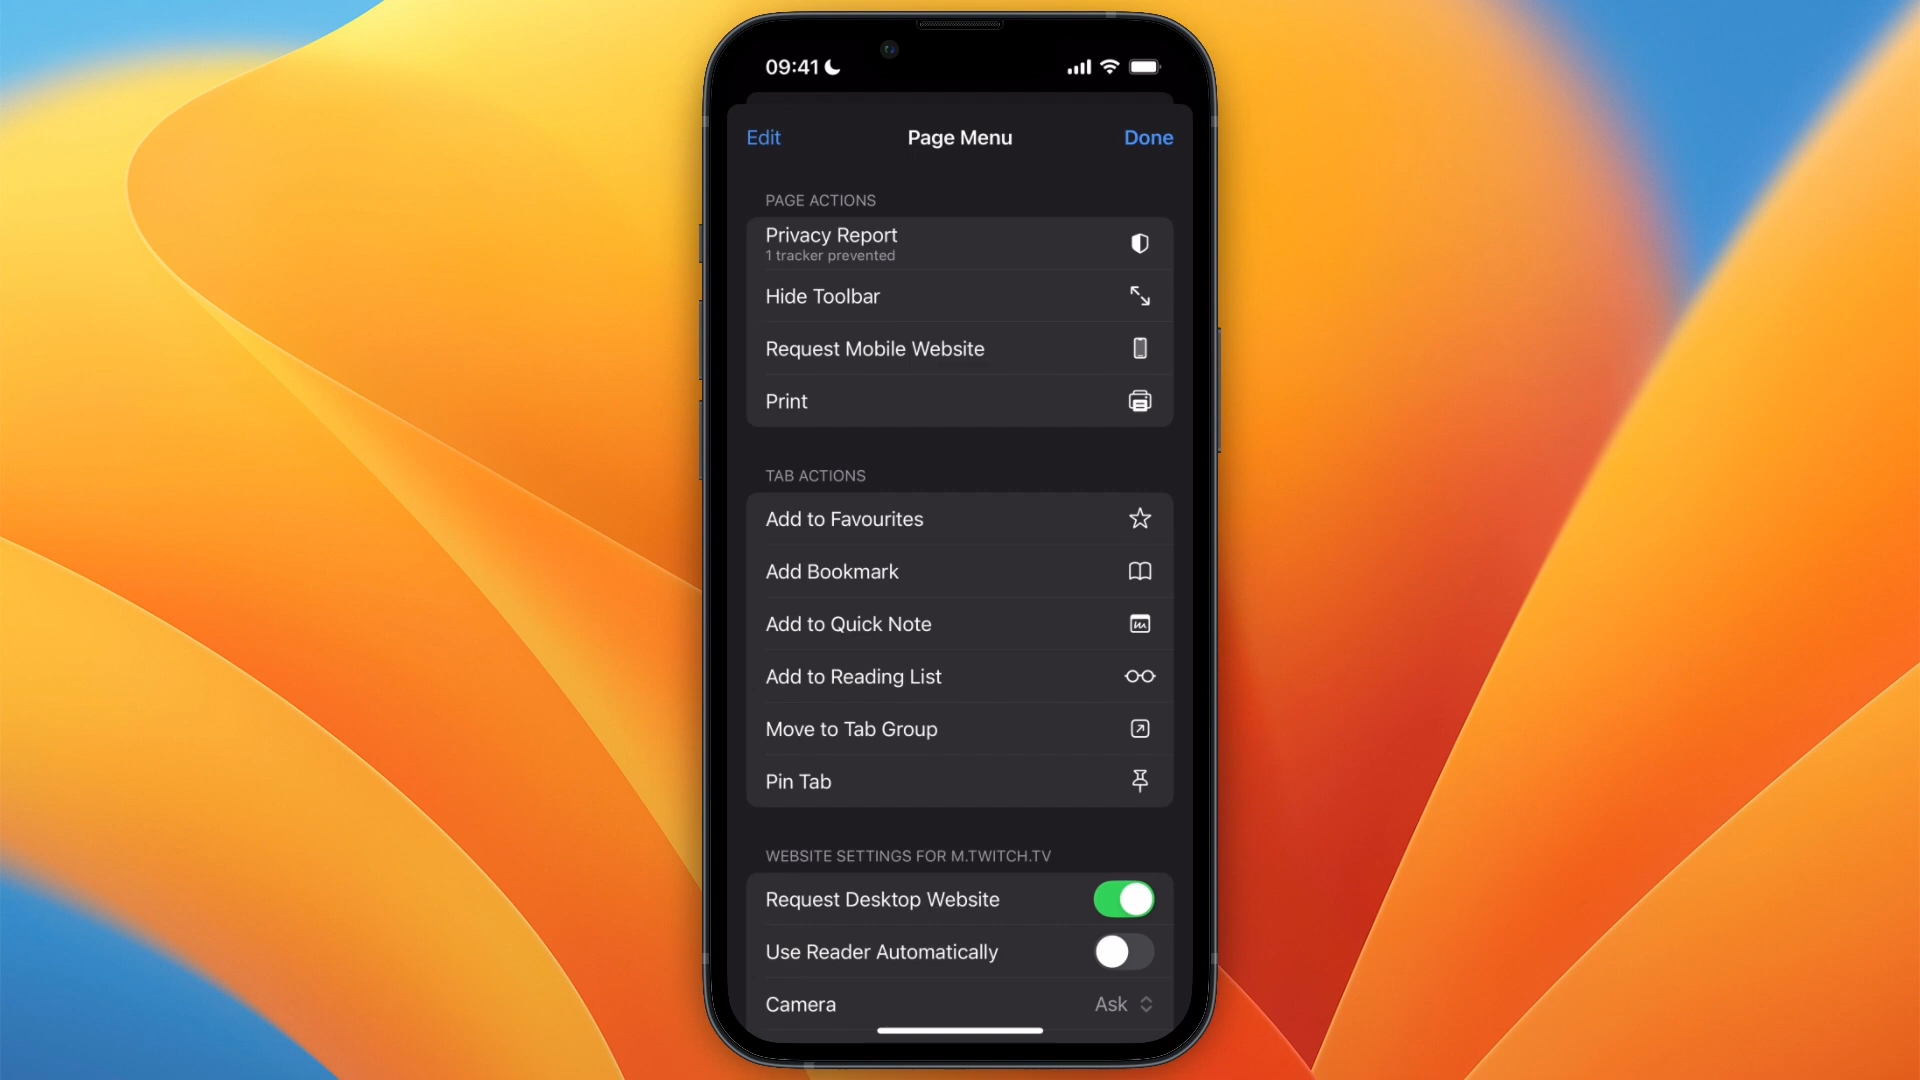 09:41
Edit Page Menu Done
PAGE ACTIONS
Privacy Report
1 tracker prevented
Hide Toolbar
Request Mobile Website
Print
TAB ACTIONS
Add to Favourites
Add Bookmark
Add to Quick Note
Add to Reading List
Move to Tab Group
Pin Tab
WEBSITE SETTINGS FOR M.TWITCH.TV
Request Desktop Website
Use Reader Automatically
Camera Ask